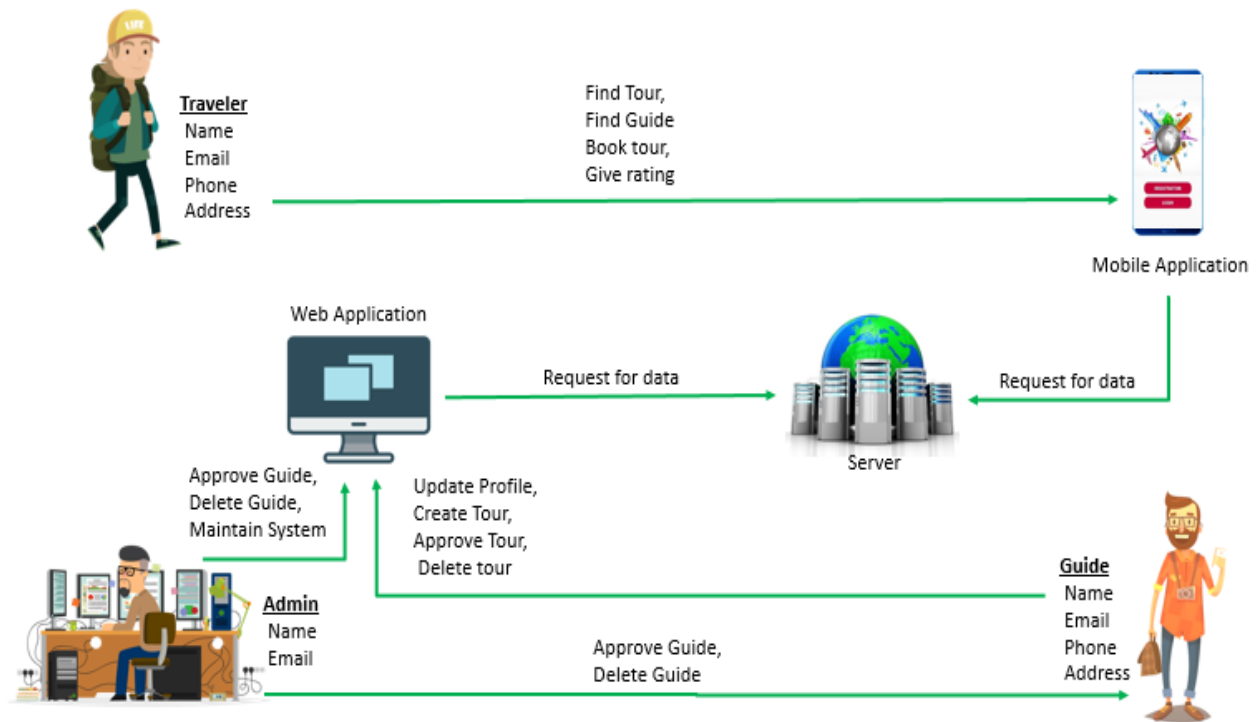 LIFE
Traveler
Name
Email
Phone
Address
Find Tour,
Find Guide
Book tour,
Give rating
REGISTRATION
Mobile Application
Web Application
Request for data
Server
Request for data
Approve Guide,
Delete Guide,
Maintain System
Update Profile,
Create Tour,
Approve Tour,
Delete tour
Admin
Name
Email
Approve Guide,
Delete Guide
Guide
Name
Email
Phone
Address